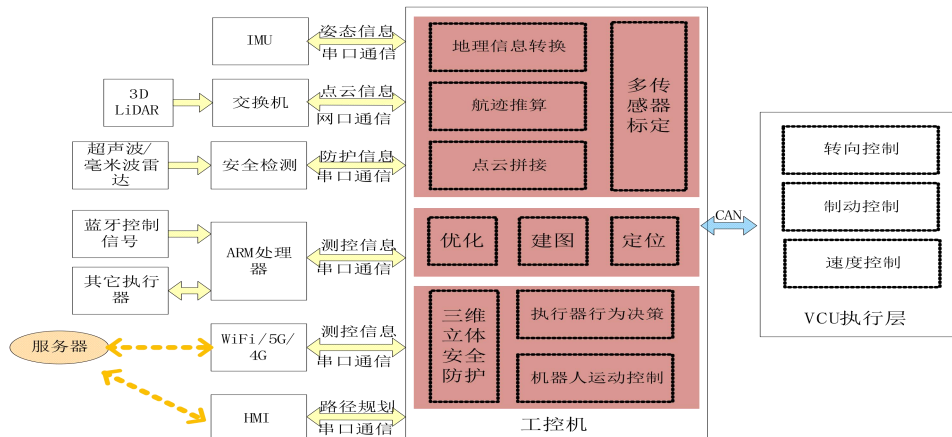 IMU
姿态信息
串口通信
3D
LiDAR
交换机
点云信息
网口通信
超声波/
毫米波雷
达
安全检测
防护信息
串口通信
蓝牙控制
信号
其它执行
器
ARM处理
器
测控信息
串口通信
服务器
WiFi/5G/
4G
测控信息
串口通信
HMI
路径规划
串口通信
地理信息转换
航迹推算
点云拼接
多传
感器
标定
优化
建图
定位
三维
立体
安全
防护
执行器行为决策
机器人运动控制
工控机
CAN
转向控制
制动控制
速度控制
VCU执行层